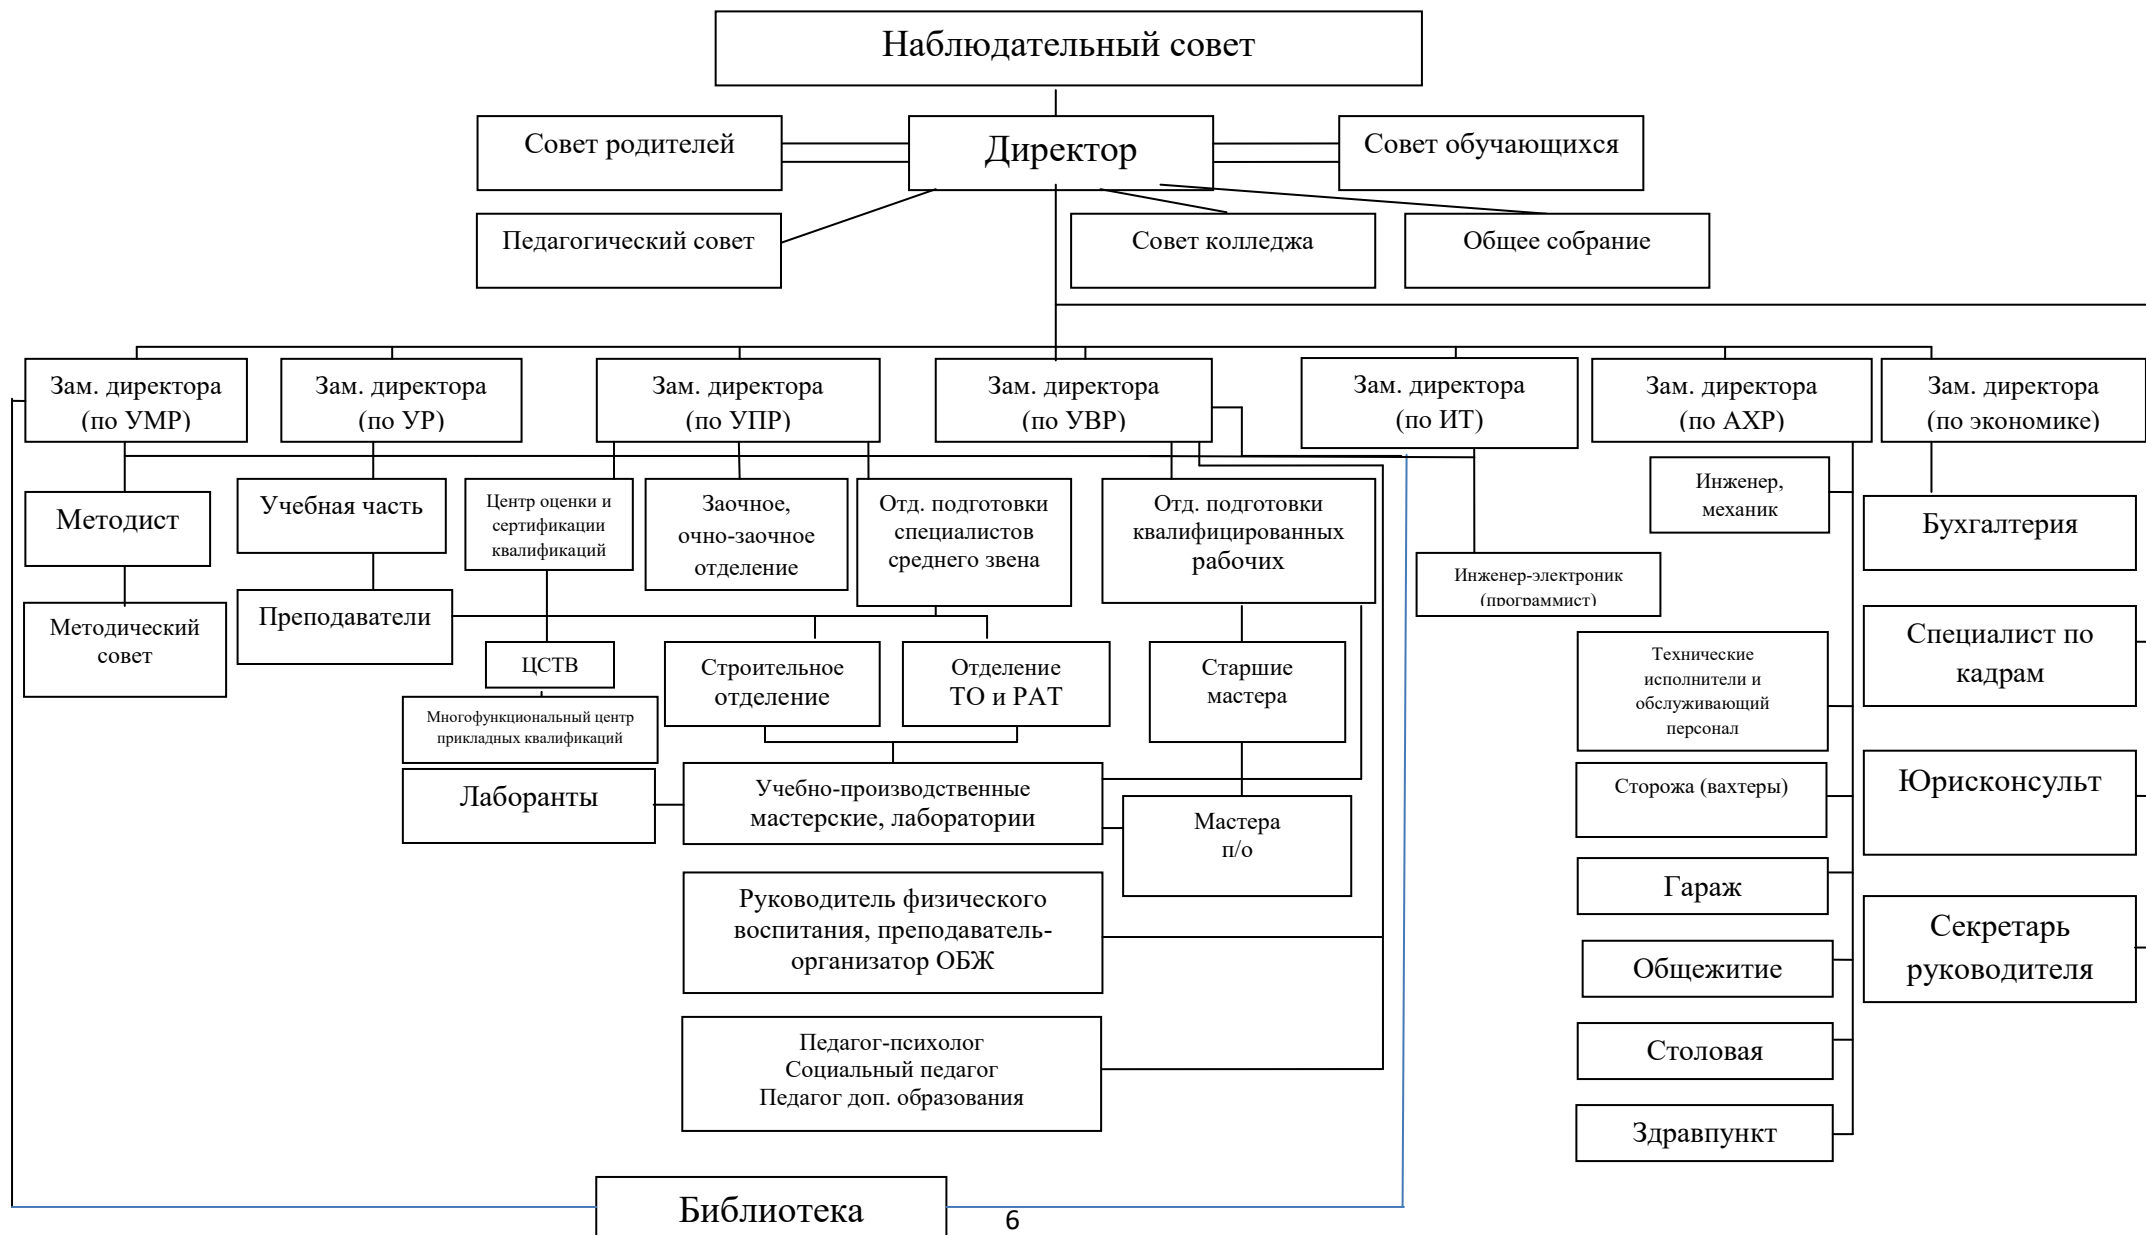 Наблюдательный совет
Совет родителей
Директор
Совет обучающихся
Педагогический совет
Совет колледжа
Общее собрание
Зам. директора
(по УМР)
Зам. директора
(по УР)
Зам. директора
(по УПР)
Зам. директора
(по УВР)
Зам. директора
(по ИТ)
Зам. директора
(по АХР)
Зам. директора
(по экономике)
Методист
Учебная часть
Центр оценки и
сертификации
квалификаций
Заочное,
очно-заочное
отделение
Отд. подготовки
специалистов
среднего звена
Отд. подготовки
квалифицированных
рабочих
Инженер,
механик
Бухгалтерия
Инженер-электроник
(программист)
Методический
совет
Преподаватели
ЦСТВ
Строительное
отделение
Отделение
ТО и РАТ
Старшие
мастера
Технические
исполнители и
обслуживающий
персонал
Специалист по
кадрам
Многофункциональный центр
прикладных квалификаций
Лаборанты
Учебно-производственные
мастерские, лаборатории
Мастера
п/о
Сторожа (вахтеры)
Юрисконсульт
Руководитель физического
воспитания, преподаватель-
организатор ОБЖ
Гараж
Секретарь
руководителя
Общежитие
Педагог-психолог
Социальный педагог
Педагог доп. образования
Столовая
Здравпункт
Библиотека
6